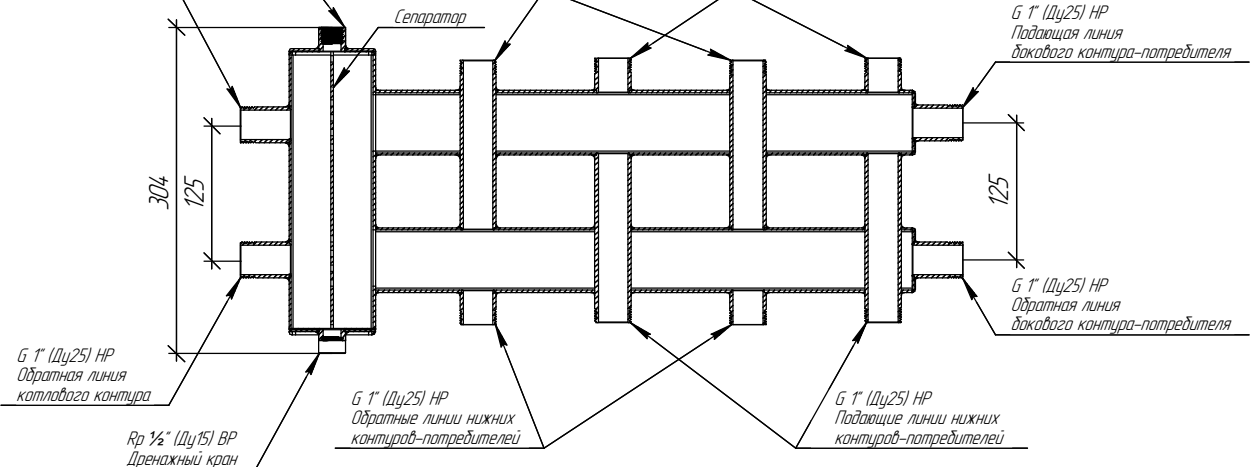 Сепаратор
G 1" (Ду25) НР
Подающая линия
бокового контура-потребителя
304
125
125
G 1" (Ду25) НР
Обратная линия
бокового контура-потребителя
G 1" (Ду25) НР
Обратная линия
котлового контура
G 1" (Ду25) НР
Обратные линии нижних
контуров-потребителей
G 1" (Ду25) НР
Подающие линии нижних
контуров-потребителей
Rp ½" (Ду15) ВР
Дренажный кран